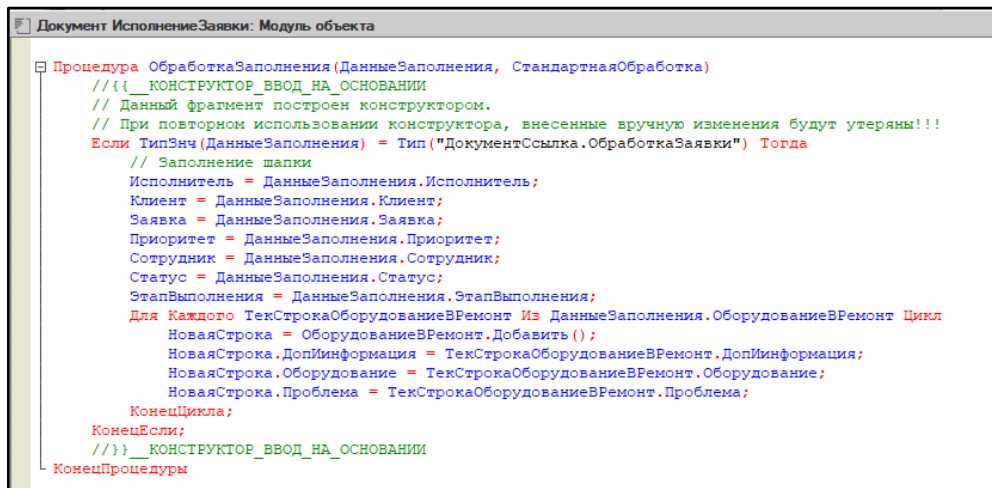 Документ ИсполнениеЗаявки: Модуль объекта
Процедура ОбработкаЗаполнения(ДанныеЗаполнения, СтандартнаяОбработка)
//{{__КОНСТРУКТОР_ВВОД_НА_ОСНОВАНИИ
// Данный фрагмент построен конструктором.
// При повторном использовании конструктора, внесенные вручную изменения будут утеряны!!!
Если ТипЗнч(ДанныеЗаполнения) = Тип("ДокументСсылка.ОбработкаЗаявки") Тогда
// Заполнение шапки
Исполнитель = ДанныеЗаполнения.Исполнитель;
Клиент = ДанныеЗаполнения.Клиент;
Заявка = ДанныеЗаполнения.Заявка;
Приоритет = ДанныеЗаполнения.Приоритет;
Сотрудник = ДанныеЗаполнения.Сотрудник;
Статус = ДанныеЗаполнения.Статус;
ЭтапВыполнения = ДанныеЗаполнения.ЭтапВыполнения;
Для Каждого ТекСтрокаОборудованиеВРемонт Из ДанныеЗаполнения.ОборудованиеВРемонт Цикл
НоваяСтрока = ОборудованиеВРемонт.Добавить();
НоваяСтрока.ДопИинформация = ТекСтрокаОборудованиеВРемонт.ДопИинформация;
НоваяСтрока.Оборудование = ТекСтрокаОборудованиеВРемонт.Оборудование;
НоваяСтрока.Проблема = ТекСтрокаОборудованиеВРемонт.Проблема;
КонецЦикла;
КонецЕсли;
//}}__КОНСТРУКТОР_ВВОД_НА_ОСНОВАНИИ
КонецПроцедуры